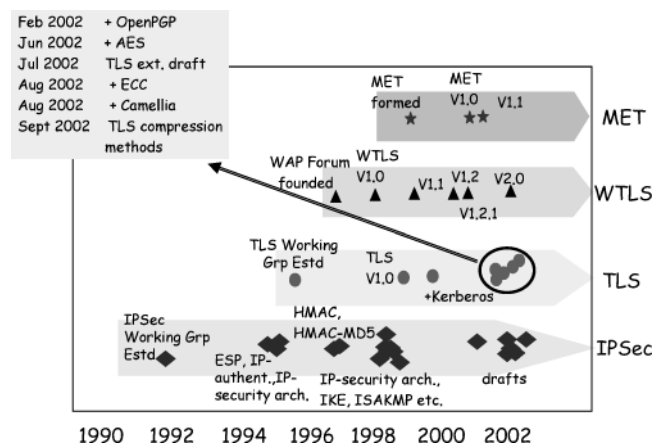 Feb 2002 + OpenPGP
Jun 2002 + AES
Jul 2002 TLS ext. draft
Aug 2002 + ECC
Aug 2002 + Camellia
Sept 2002 TLS compression
methods
MET
formed
MET
V1.0
V1.1
MET
WAP Forum
founded
WTLS
V1.0
V1.1
V1.2
V1.2.1
V2.0
WTLS
TLS Working
Grp Estd
TLS
V1.0
+Kerberos
TLS
IPSec
Working Grp
Estd
HMAC,
HMAC-MD5
ESP, IP-
authent.,IP-
security arch.
IP-security arch.,
IKE, ISAKMP etc.
drafts
IPSec
1990 1992 1994 1996 1998 2000 2002